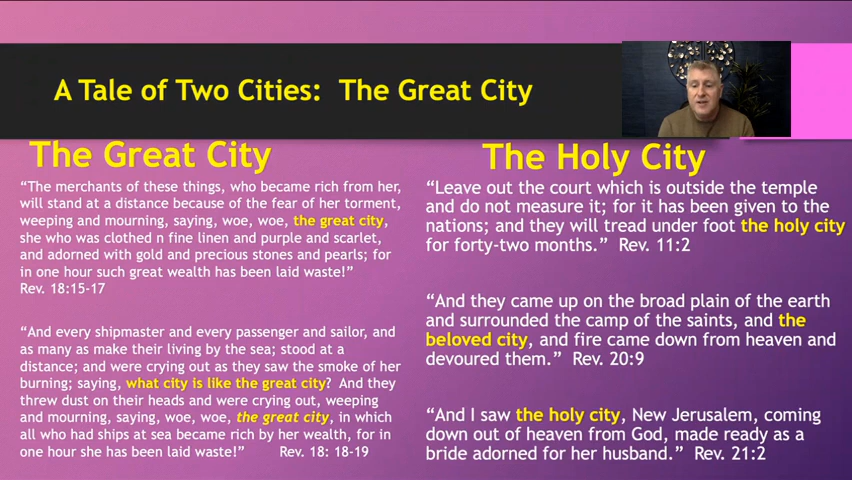 A Tale of Two Cities: The Great City
The Great City
“The merchants of these things, who became rich from her,
will stand at a distance because of the fear of her torment,
weeping and mourning, saying, woe, woe, the great city,
she who was clothed n fine linen and purple and scarlet,
and adorned with gold and precious stones and pearls; for
in one hour such great wealth has been laid waste!”
Rev. 18:15-17
“And every shipmaster and every passenger and sailor, and
as many as make their living by the sea; stood at a
distance; and were crying out as they saw the smoke of her
burning; saying, what city is like the great city? And they
threw dust on their heads and were crying out, weeping
and mourning, saying, woe, woe, the great city, in which
all who had ships at sea became rich by her wealth, for in
one hour she has been laid waste!” Rev. 18: 18-19
The Holy City
“Leave out the court which is outside the temple
and do not measure it; for it has been given to the
nations; and they will tread under foot the holy city
for forty-two months.” Rev. 11:2
“And they came up on the broad plain of the earth
and surrounded the camp of the saints, and the
beloved city, and fire came down from heaven and
devoured them.” Rev. 20:9
“And I saw the holy city, New Jerusalem, coming
down out of heaven from God, made ready as a
bride adorned for her husband.” Rev. 21:2